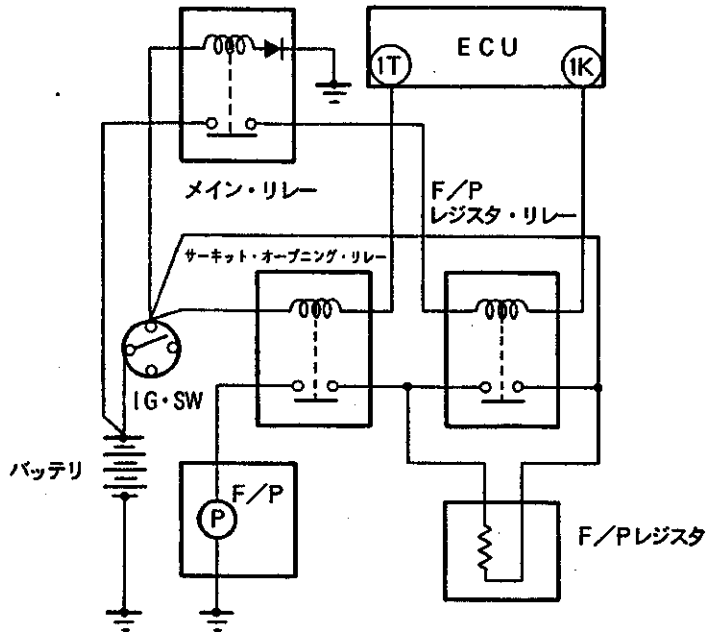 ECU
1T
1K
メイン・リレー
F/P
レジスタ・リレー
サーキット・オープニング・リレー
IG・SW
バッテリ
F/P
P
F/Pレジスタ